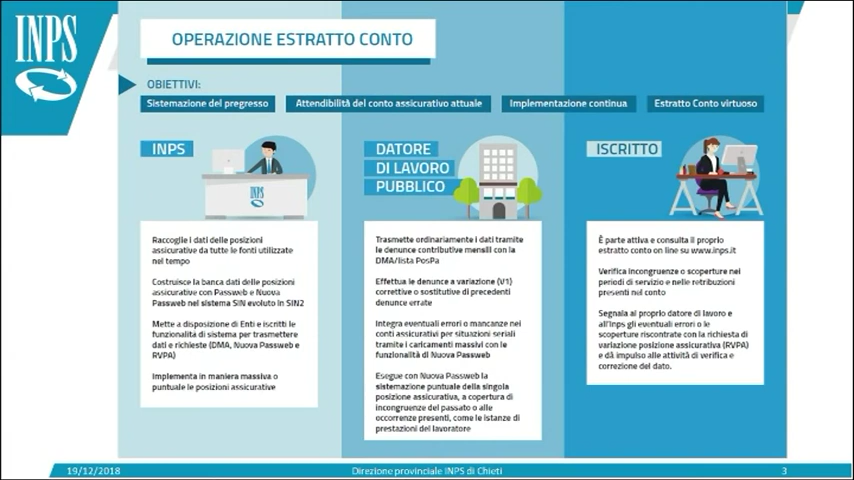 INPS
OPERAZIONE ESTRATTO CONTO
OBIETTIVI:
Sistemazione del pregresso
Attendibilità del conto assicurativo attuale
Implementazione continua
Estratto Conto virtuoso
INPS
INPS
Raccoglie i dati delle posizioni
assicurative da tutte le fonti utilizzate
nel tempo
Costruisce la banca dati delle posizioni
assicurative con Passweb e Nuova
Passweb nel sistema SIN evoluto in SIN2
Mette a disposizione di Enti e iscritti le
funzionalità di sistema per trasmettere
dati e richieste (DMA, Nuova Passweb e
RVPA)
Implementa in maniera massiva o
puntuale le posizioni assicurative
DATORE
DI LAVORO
PUBBLICO
Trasmette ordinariamente i dati tramite
le denunce contributive mensili con la
DMA/lista PosPa
Effettua le denunce a variazione (V1)
correttive o sostitutive di precedenti
denunce errate
Integra eventuali errori o mancanze nei
conti assicurativi per situazioni seriali
tramite i caricamenti massivi con le
funzionalità di Nuova Passweb
Esegue con Nuova Passweb la
sistemazione puntuale della singola
posizione assicurativa, a copertura di
incongruenze del passato o alle
occorrenze presenti, come le istanze di
prestazioni del lavoratore
ISCRITTO
È parte attiva e consulta il proprio
estratto conto on line su www.inps.it
Verifica incongruenze o scoperture nei
periodi di servizio e nelle retribuzioni
presenti nel conto
Segnala al proprio datore di lavoro e
all'Inps gli eventuali errori o le
scoperture riscontrate con la richiesta di
variazione posizione assicurativa (RVPA)
e dà impulso alle attività di verifica e
correzione del dato.
19/12/2018
Direzione provinciale INPS di Chieti
3